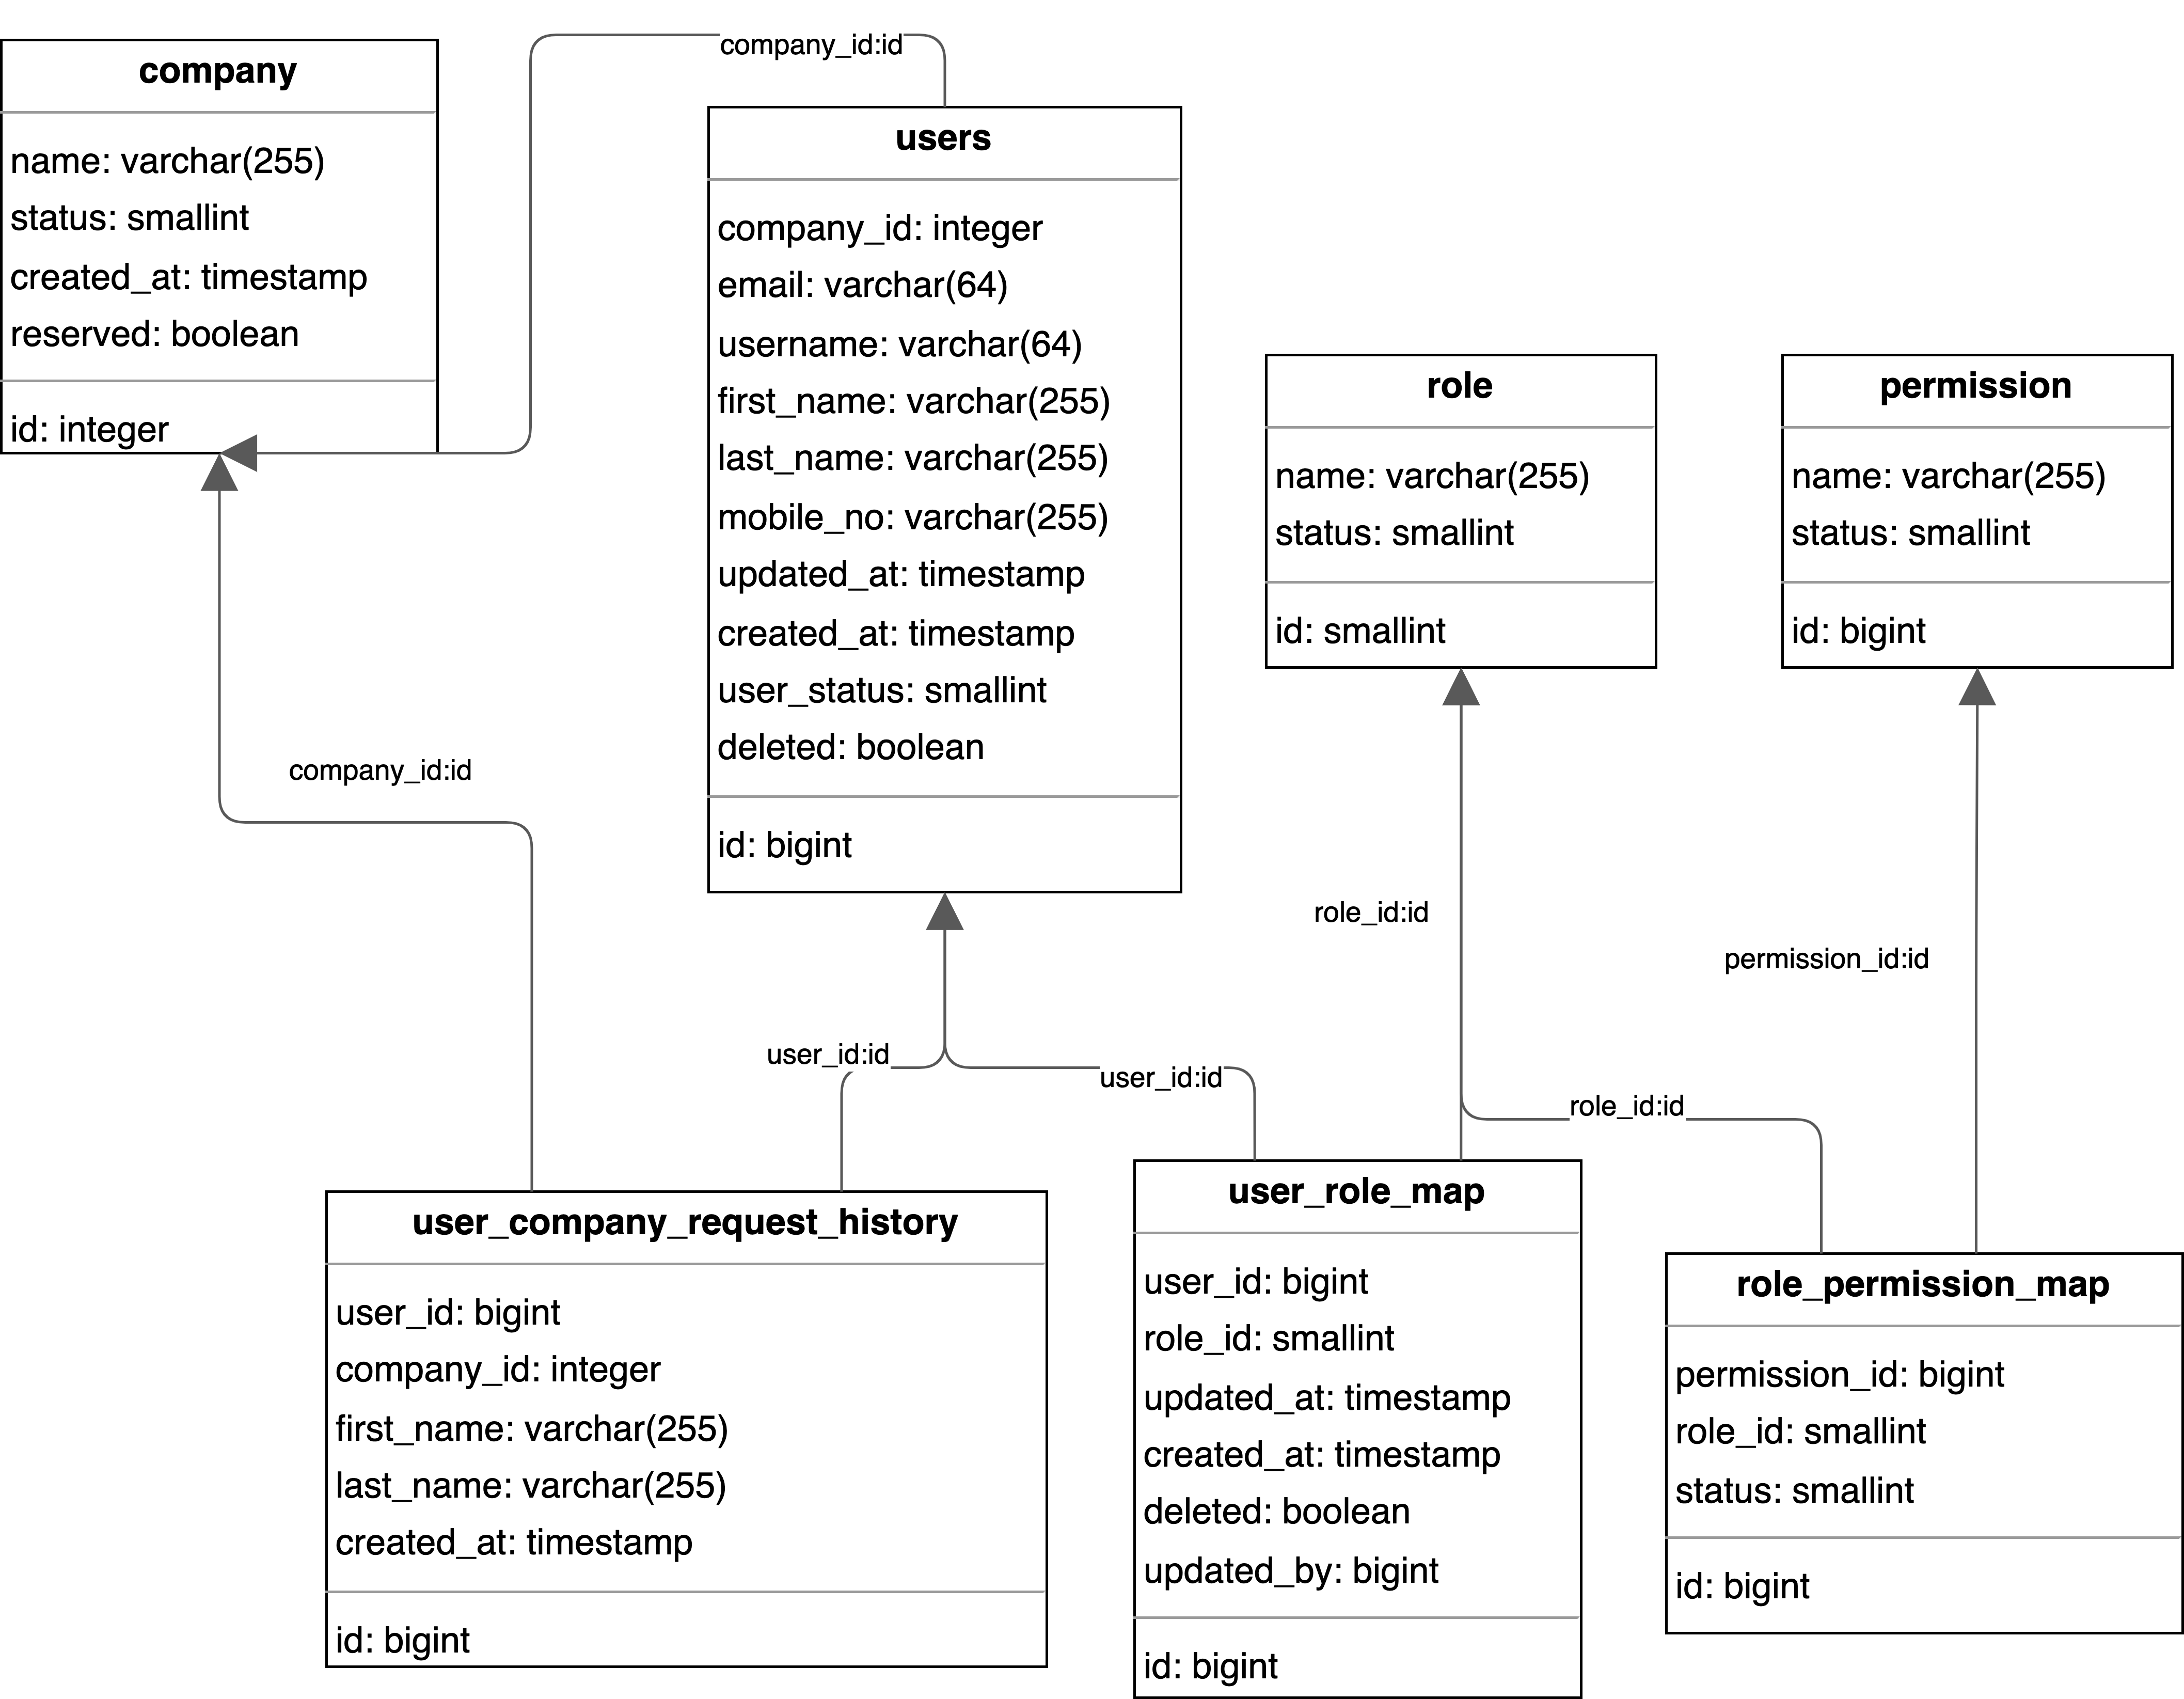 company
name: varchar(255)
status: smallint
created_at: timestamp
reserved: boolean
id: integer
company_id:id
users
company_id: integer
email: varchar(64)
username: varchar(64)
first_name: varchar(255)
last_name: varchar(255)
mobile_no: varchar(255)
updated_at: timestamp
created_at: timestamp
user_status: smallint
deleted: boolean
id: bigint
role
name: varchar(255)
status: smallint
id: smallint
permission
name: varchar(255)
status: smallint
id: bigint
company_id:id
role_id:id
permission_id:id
user_id:id
user_id:id
role_id:id
user_company_request_history
user_id: bigint
company_id: integer
first_name: varchar(255)
last_name: varchar(255)
created_at: timestamp
id: bigint
user_role_map
user_id: bigint
role_id: smallint
updated_at: timestamp
created_at: timestamp
deleted: boolean
updated_by: bigint
id: bigint
role_permission_map
permission_id: bigint
role_id: smallint
status: smallint
id: bigint